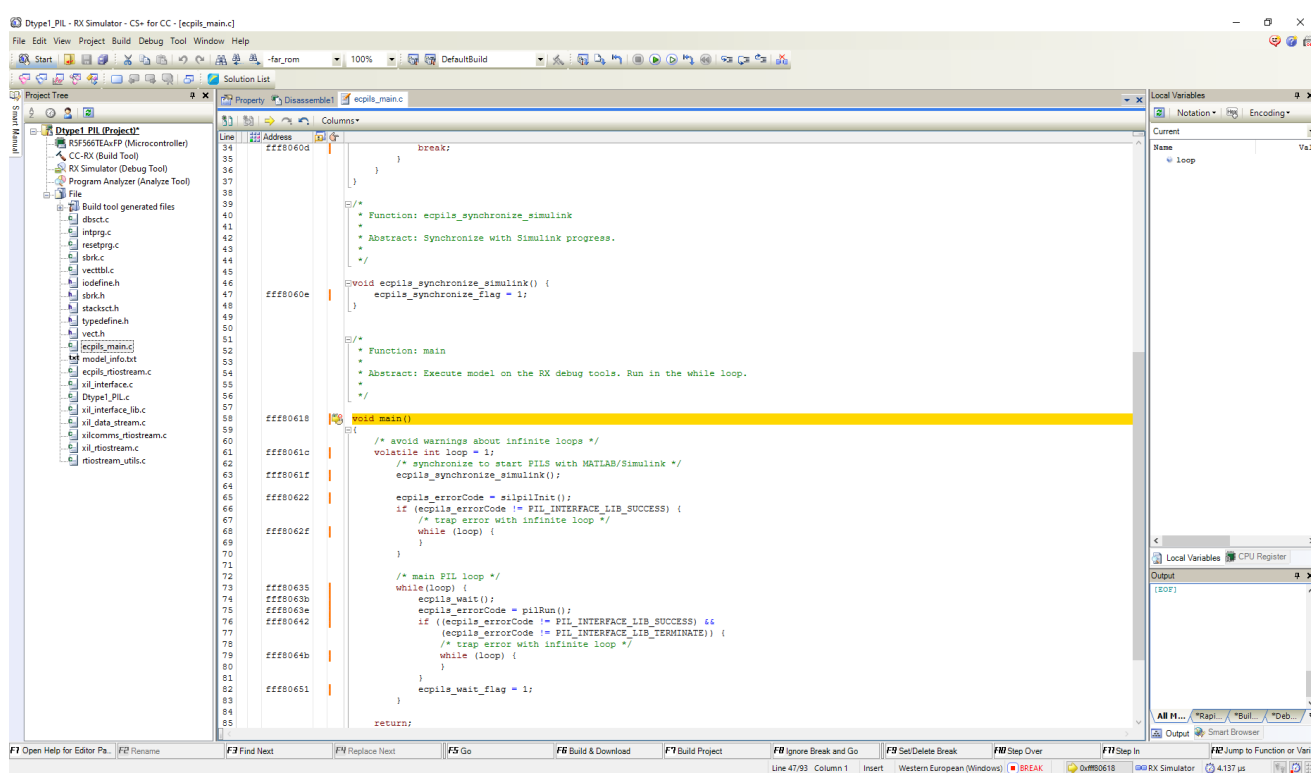 Dtype1_PIL - RX Simulator - CS+ for CC - [ecpils_main.c]
File Edit View Project Build Debug Tool Window Help
Start -far_rom 100% DefaultBuild
Solution List
Project Tree
Smart Manual
Dtype1_PIL (Project)*
R5F566TEAxFP (Microcontroller)
CC-RX (Build Tool)
RX Simulator (Debug Tool)
Program Analyzer (Analyze Tool)
File
Build tool generated files
dbsct.c
intprg.c
resetprg.c
sbrk.c
vecttbl.c
iodefine.h
sbrk.h
stacksct.h
typedefine.h
vect.h
ecpils_main.c
model_info.txt
ecpils_rtiostream.c
xil_interface.c
Dtype1_PIL.c
xil_interface_lib.c
xil_data_stream.c
xilcomms_rtiostream.c
xil_rtiostream.c
rtiostream_utils.c
Property Disassemble1 ecpils_main.c
Columns
Line Address
34 fff8060d break;
35 }
36 }
37 }
38
39 /*
40 * Function: ecpils_synchronize_simulink
41 *
42 * Abstract: Synchronize with Simulink progress.
43 *
44 */
45
46 void ecpils_synchronize_simulink() {
47 fff8060e ecpils_synchronize_flag = 1;
48 }
49
50
51 /*
52 * Function: main
53 *
54 * Abstract: Execute model on the RX debug tools. Run in the while loop.
55 *
56 */
57
58 fff80618 void main()
59 {
60 /* avoid warnings about infinite loops */
61 fff8061c volatile int loop = 1;
62 /* synchronize to start PILS with MATLAB/Simulink */
63 fff8061f ecpils_synchronize_simulink();
64
65 fff80622 ecpils_errorCode = silpilInit();
66 if (ecpils_errorCode != PIL_INTERFACE_LIB_SUCCESS) {
67 /* trap error with infinite loop */
68 fff8062f while (loop) {
69 }
70 }
71
72 /* main PIL loop */
73 fff80635 while(loop) {
74 fff8063b ecpils_wait();
75 fff8063e ecpils_errorCode = pilRun();
76 fff80642 if ((ecpils_errorCode != PIL_INTERFACE_LIB_SUCCESS) &&
77 (ecpils_errorCode != PIL_INTERFACE_LIB_TERMINATE)) {
78 /* trap error with infinite loop */
79 fff8064b while (loop) {
80 }
81 }
82 fff80651 ecpils_wait_flag = 1;
83 }
84
85 return;
Local Variables
Notation Encoding
Current
Name Val
loop
Local Variables CPU Register
Output
[EOF]
All M... *Rapi... *Buil... *Deb...
Output Smart Browser
F1 Open Help for Editor Pa... F2 Rename F3 Find Next F4 Replace Next F5 Go F6 Build & Download F7 Build Project F8 Ignore Break and Go F9 Set/Delete Break F10 Step Over F11 Step In F12 Jump to Function or Vari
Line 47/93 Column 1 Insert Western European (Windows) BREAK 0xfff80618 RX Simulator 4.137 µs